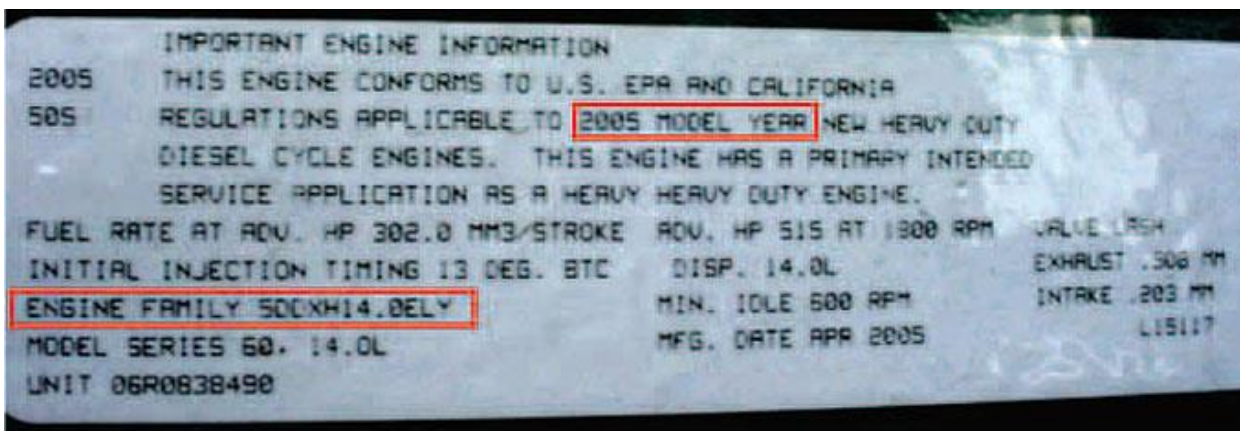 IMPORTANT ENGINE INFORMATION
2005 THIS ENGINE CONFORMS TO U.S. EPA AND CALIFORNIA
50S REGULATIONS APPLICABLE TO 2005 MODEL YEAR NEW HEAVY DUTY
DIESEL CYCLE ENGINES. THIS ENGINE HAS A PRIMARY INTENDED
SERVICE APPLICATION AS A HEAVY HEAVY DUTY ENGINE.
FUEL RATE AT ADV. HP 302.0 MM3/STROKE ADV. HP 515 AT 1800 RPM VALVE LASH
INITIAL INJECTION TIMING 13 DEG. BTC DISP. 14.0L EXHAUST .508 MM
ENGINE FAMILY 5DDXH14.0ELY MIN. IDLE 600 RPM INTAKE .203 MM
MODEL SERIES 60. 14.0L MFG. DATE APR 2005 L15117
UNIT 06R0838490